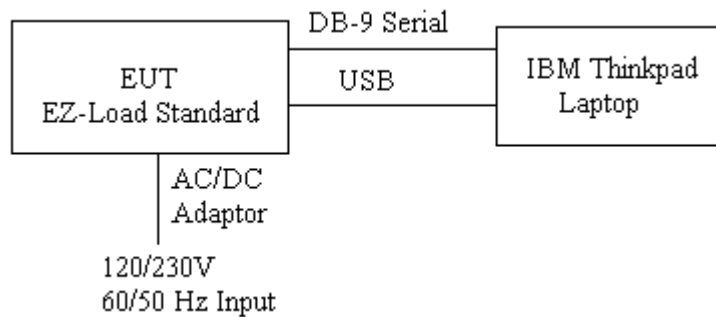 DB-9 Serial
EUT
EZ-Load Standard
USB
IBM Thinkpad
Laptop
AC/DC
Adaptor
120/230V
60/50 Hz Input